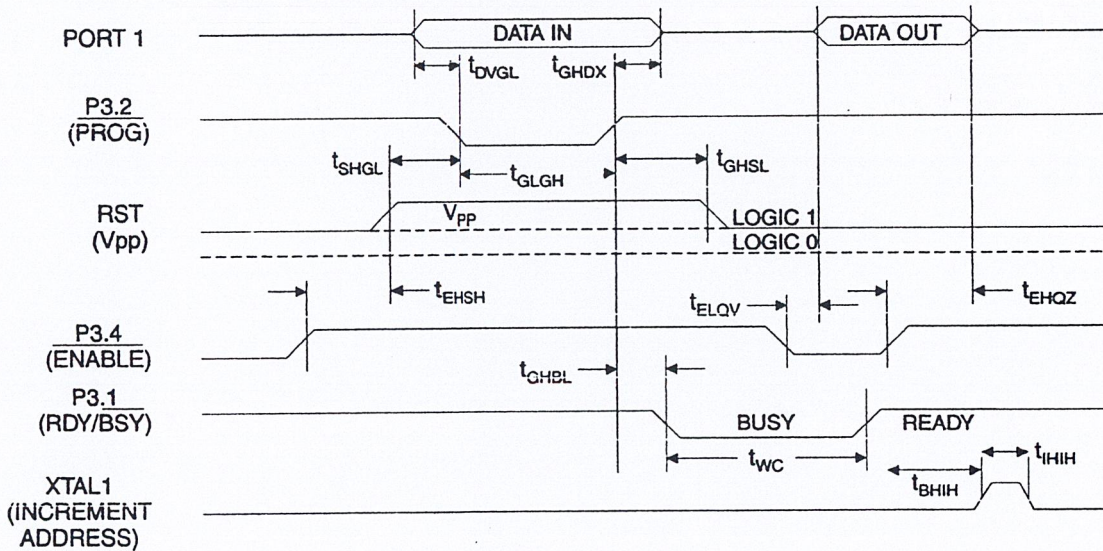 PORT 1
DATA IN
DATA OUT
tDVGL
tGHDX
P3.2
(PROG)
tSHGL
tGLGH
tGHSL
RST
(Vpp)
VPP
LOGIC 1
LOGIC 0
tEHSH
tELQV
tEHQZ
P3.4
(ENABLE)
tGHBL
P3.1
(RDY/BSY)
BUSY
READY
tWC
tIHIH
tBHIH
XTAL1
(INCREMENT
ADDRESS)